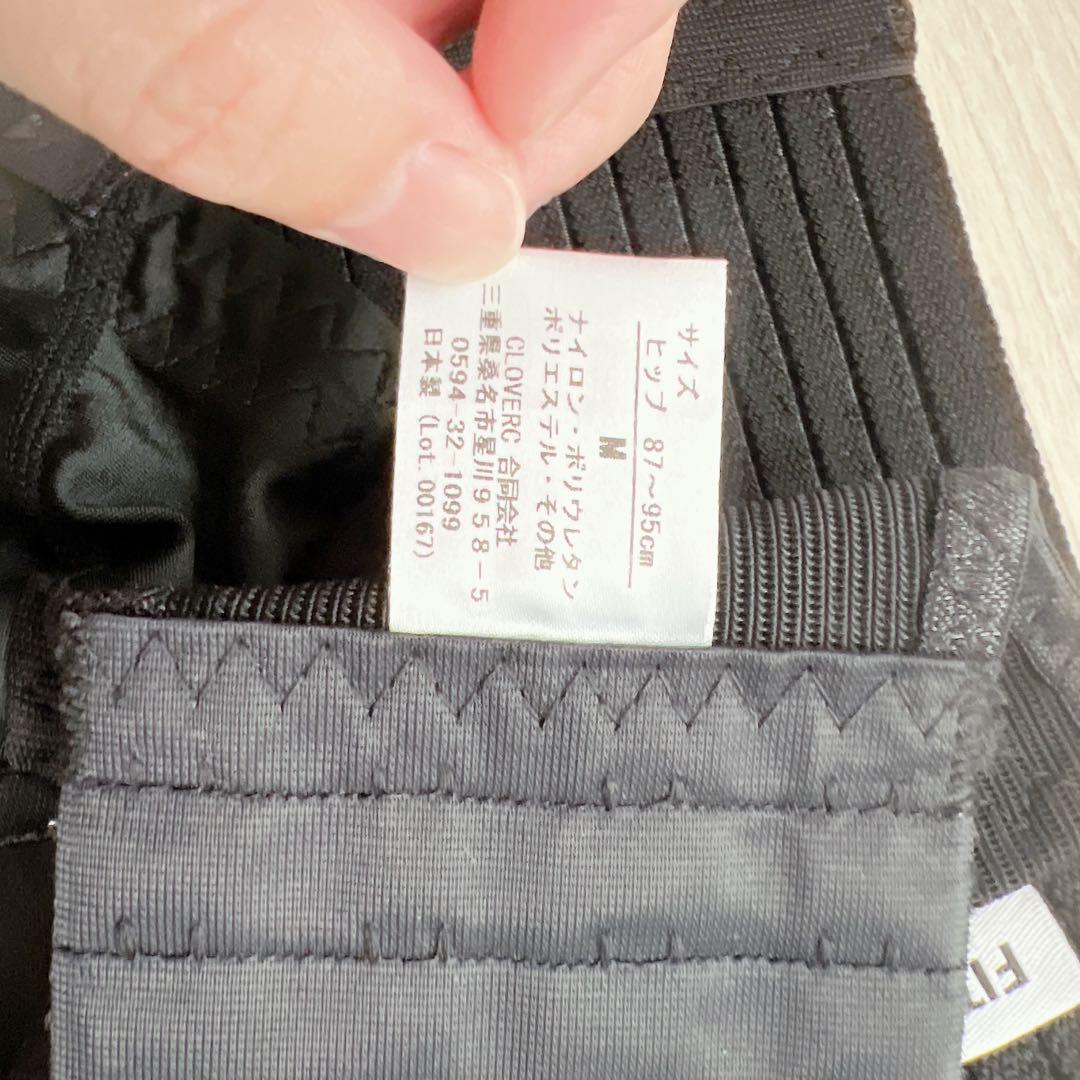 サイズ
ヒップ 87～95cm
M
ナイロン・ポリウレタン
ポリエステル・その他
CLOVERC 合同会社
三重県桑名市星川９５８－５
0594-32-1099
日本製 (Lot. 00167)
FI